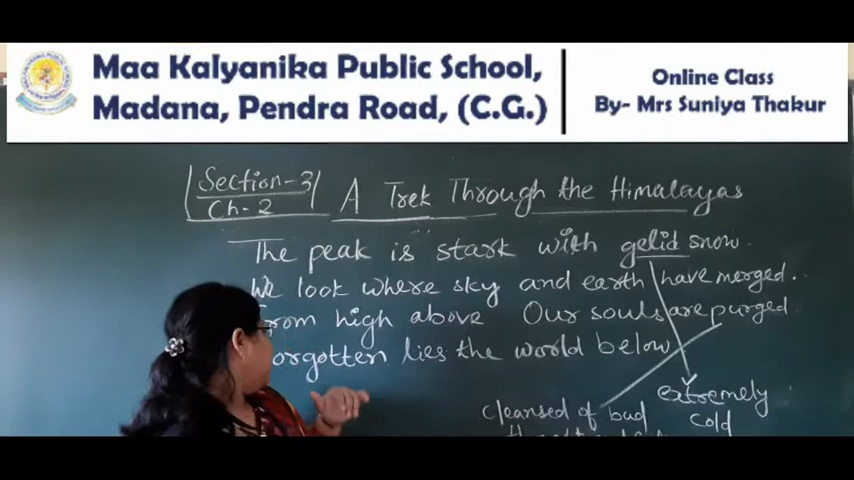 Maa Kalyanika Public School,
Madana, Pendra Road, (C.G.)
Online Class
By- Mrs Suniya Thakur
Section-3
Ch-2
A Trek Through the Himalayas
The peak is stark with gelid snow.
We look where sky and earth have merged.
From high above Our souls are purged
forgotten lies the world below
extremely
cold
cleansed of bad